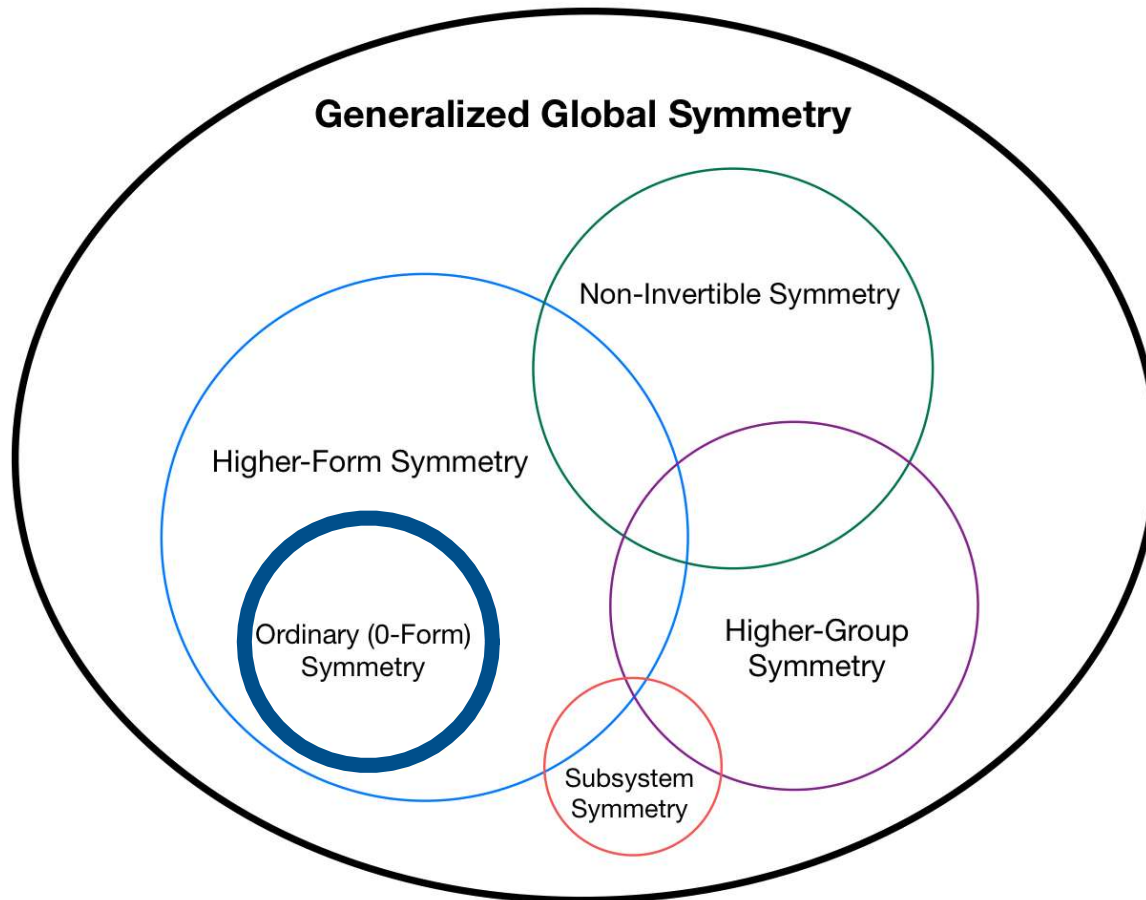 Generalized Global Symmetry
Non-Invertible Symmetry
Higher-Form Symmetry
Ordinary (0-Form)
Symmetry
Higher-Group
Symmetry
Subsystem
Symmetry